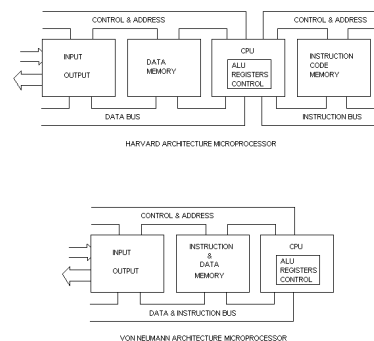 CONTROL & ADDRESS
CONTROL & ADDRESS
INPUT
OUTPUT
DATA
MEMORY
CPU
ALU
REGISTERS
CONTROL
INSTRUCTION
CODE
MEMORY
DATA BUS
INSTRUCTION BUS
HARVARD ARCHITECTURE MICROPROCESSOR
CONTROL & ADDRESS
INPUT
OUTPUT
INSTRUCTION
&
DATA
MEMORY
CPU
ALU
REGISTERS
CONTROL
DATA & INSTRUCTION BUS
VON NEUMANN ARCHITECTURE MICROPROCESSOR